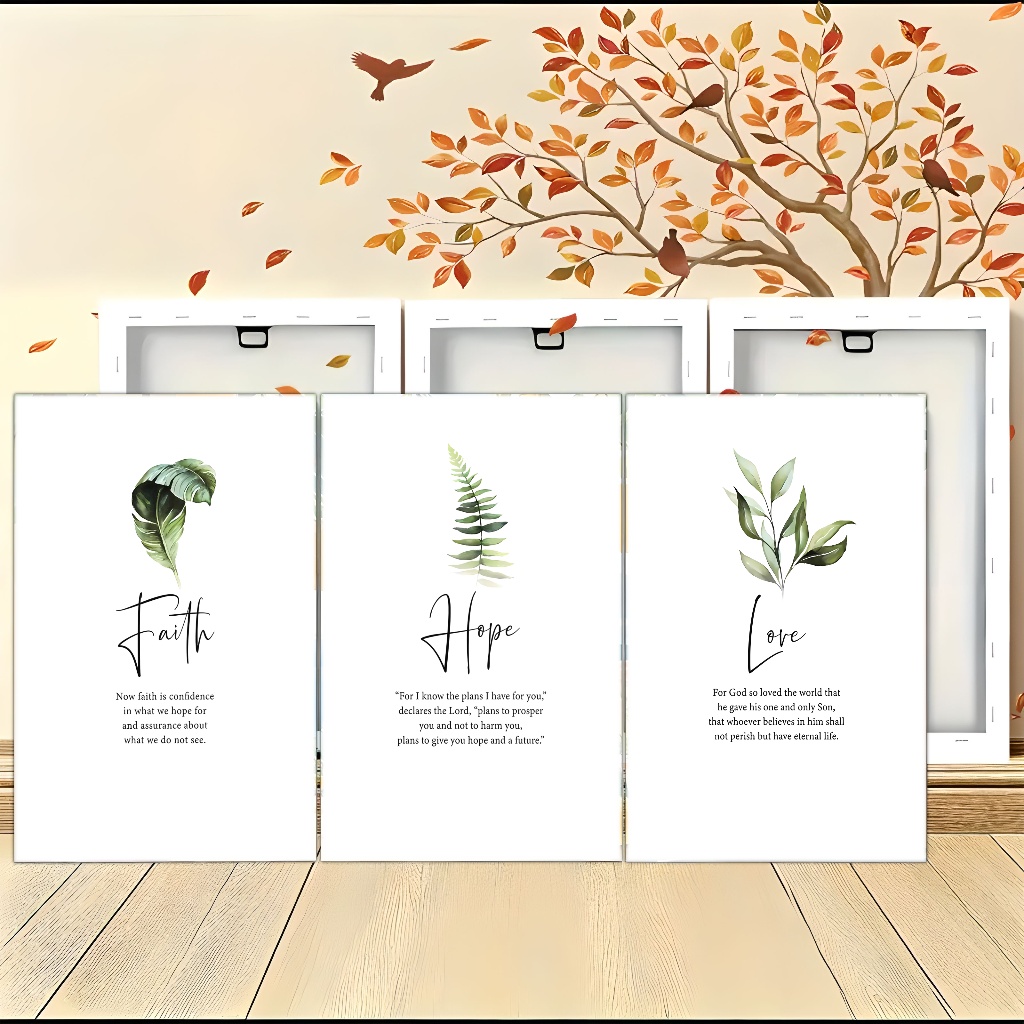 Faith
Now faith is confidence
in what we hope for
and assurance about
what we do not see.
Hope
“For I know the plans I have for you,”
declares the Lord, “plans to prosper
you and not to harm you,
plans to give you hope and a future.”
Love
For God so loved the world that
he gave his one and only Son,
that whoever believes in him shall
not perish but have eternal life.